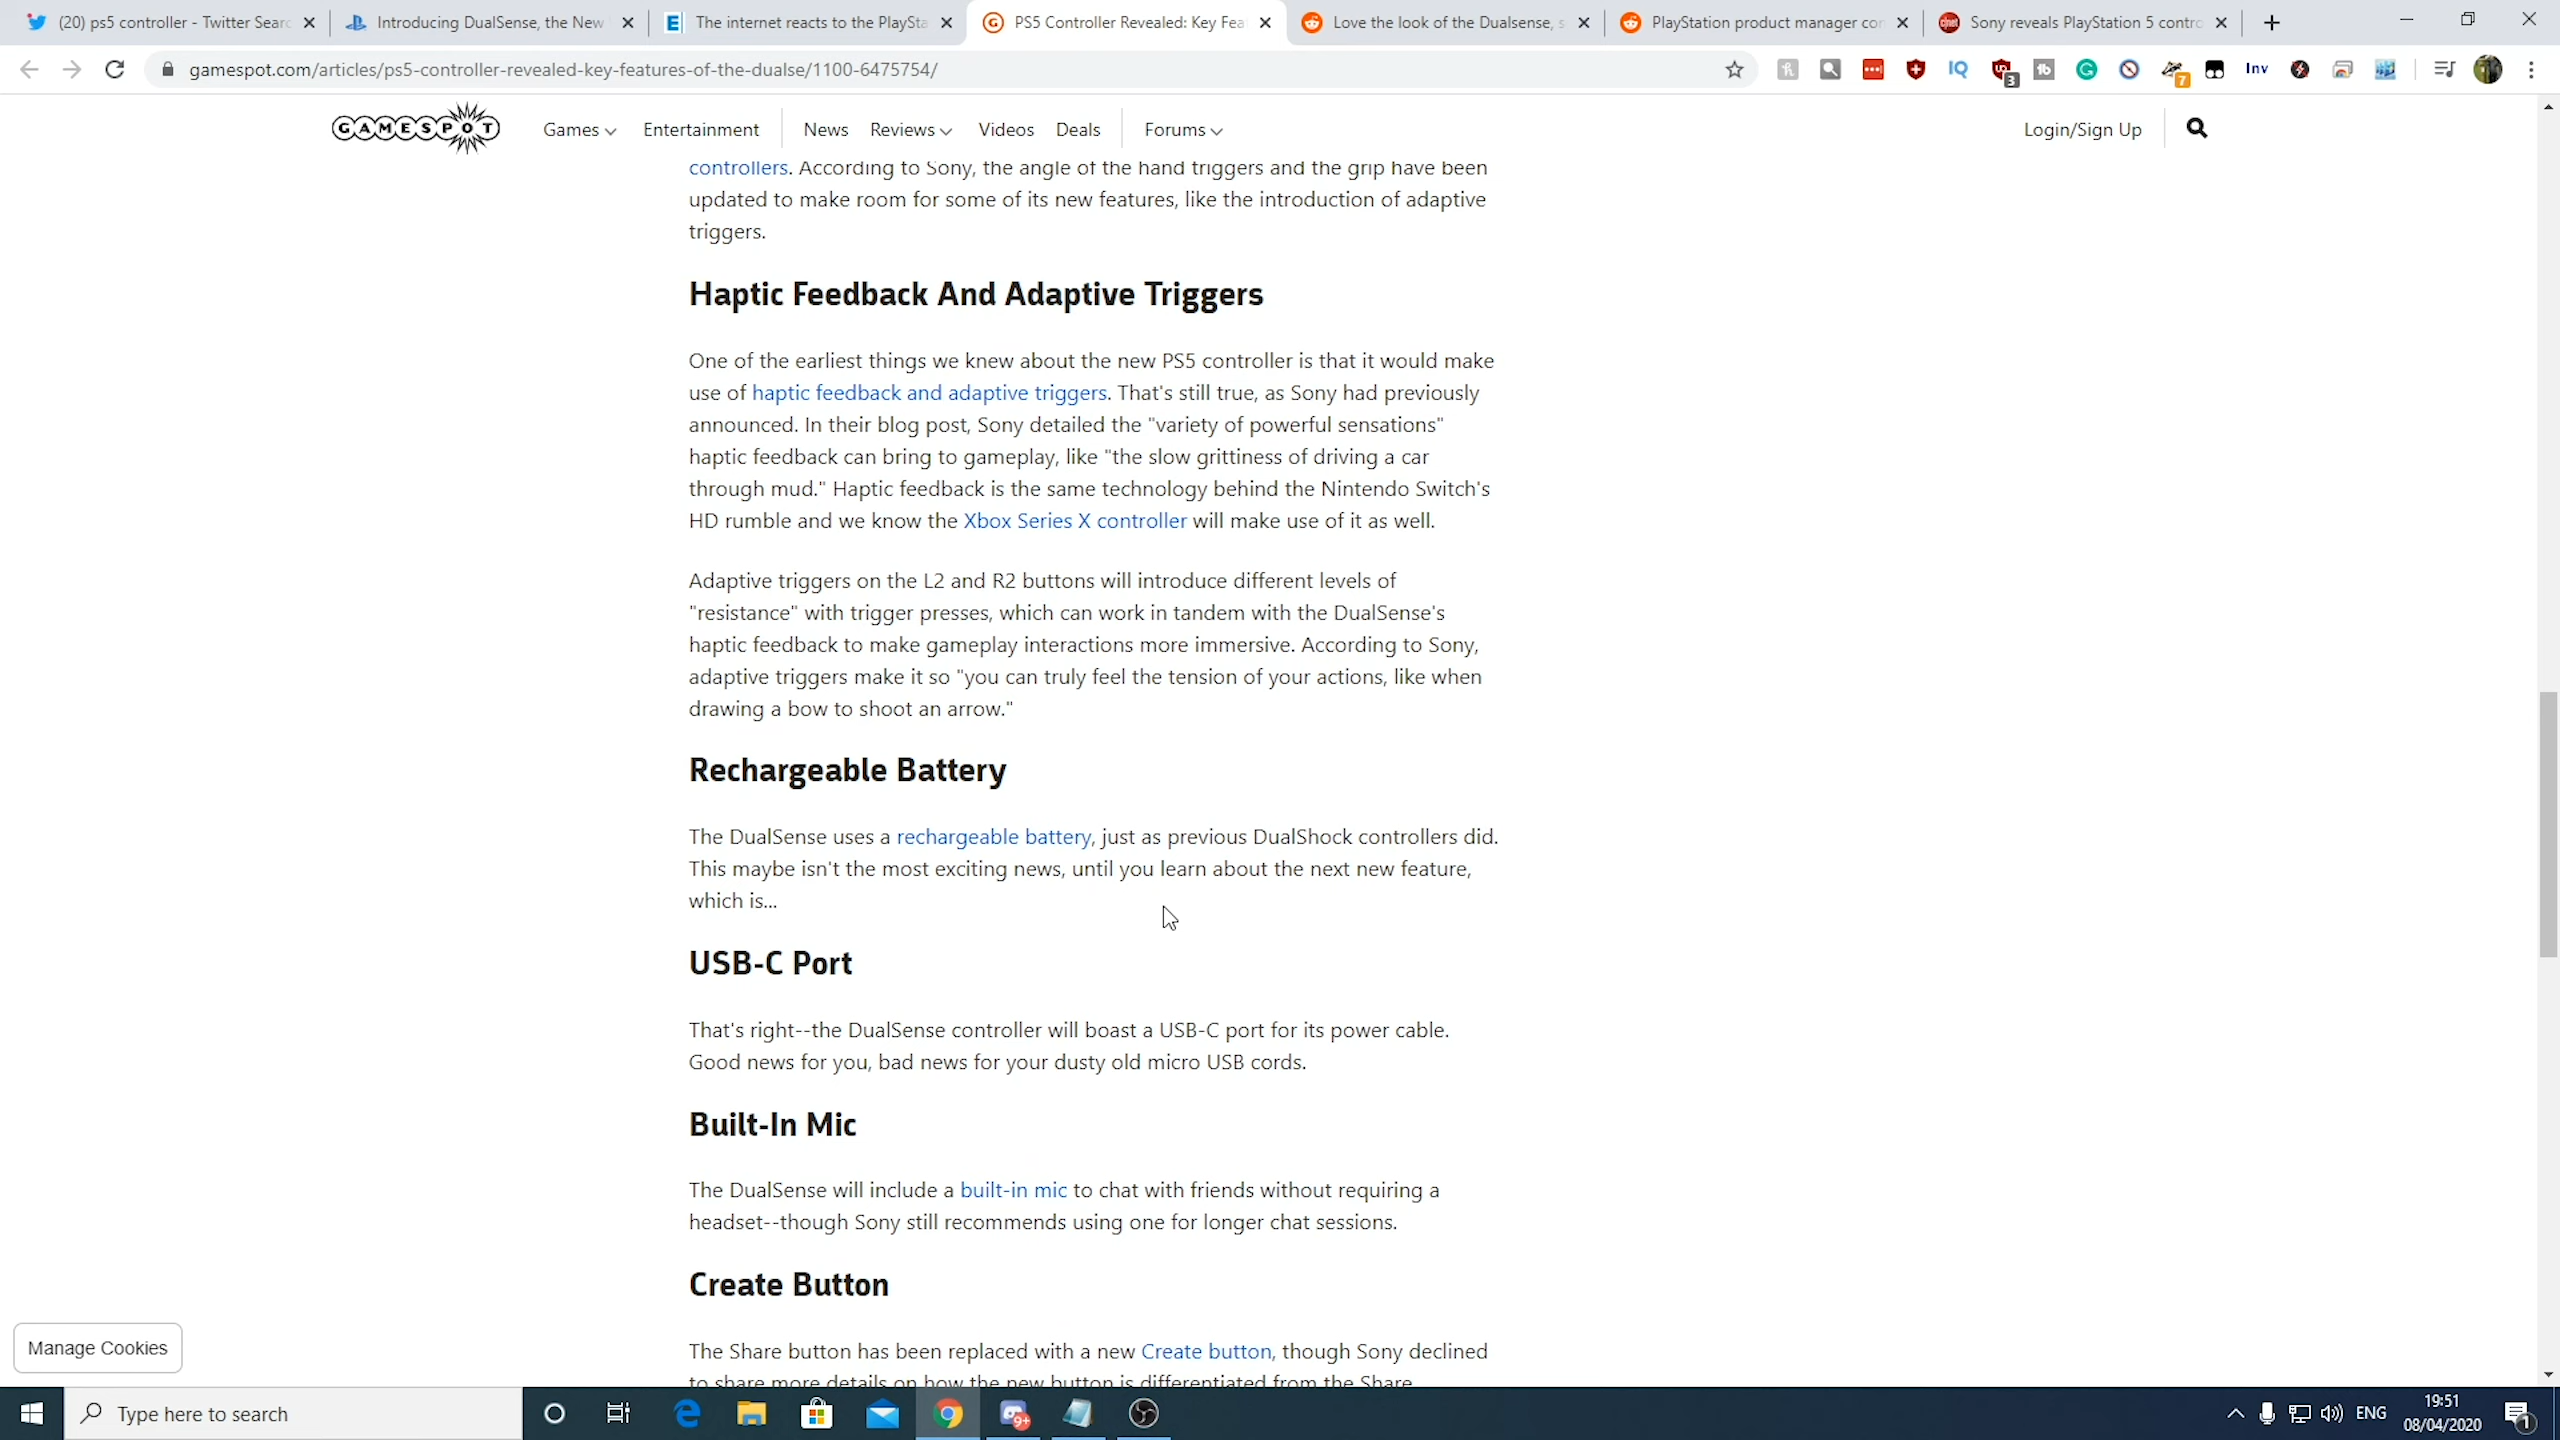 (20) ps5 controller - Twitter Searc
Introducing DualSense, the New
The internet reacts to the PlaySta
PS5 Controller Revealed: Key Fea
Love the look of the Dualsense, s
PlayStation product manager cor
Sony reveals PlayStation 5 contro
gamespot.com/articles/ps5-controller-revealed-key-features-of-the-dualse/1100-6475754/
GAMESPOT
Games
Entertainment
News
Reviews
Videos
Deals
Forums
Login/Sign Up
controllers. According to Sony, the angle of the hand triggers and the grip have been
updated to make room for some of its new features, like the introduction of adaptive
triggers.
Haptic Feedback And Adaptive Triggers
One of the earliest things we knew about the new PS5 controller is that it would make
use of haptic feedback and adaptive triggers. That's still true, as Sony had previously
announced. In their blog post, Sony detailed the "variety of powerful sensations"
haptic feedback can bring to gameplay, like "the slow grittiness of driving a car
through mud." Haptic feedback is the same technology behind the Nintendo Switch's
HD rumble and we know the Xbox Series X controller will make use of it as well.
Adaptive triggers on the L2 and R2 buttons will introduce different levels of
"resistance" with trigger presses, which can work in tandem with the DualSense's
haptic feedback to make gameplay interactions more immersive. According to Sony,
adaptive triggers make it so "you can truly feel the tension of your actions, like when
drawing a bow to shoot an arrow."
Rechargeable Battery
The DualSense uses a rechargeable battery, just as previous DualShock controllers did.
This maybe isn't the most exciting news, until you learn about the next new feature,
which is...
USB-C Port
That's right--the DualSense controller will boast a USB-C port for its power cable.
Good news for you, bad news for your dusty old micro USB cords.
Built-In Mic
The DualSense will include a built-in mic to chat with friends without requiring a
headset--though Sony still recommends using one for longer chat sessions.
Create Button
The Share button has been replaced with a new Create button, though Sony declined
to share more details on how the new button is differentiated from the Share
Manage Cookies
Type here to search
ENG
19:51
08/04/2020